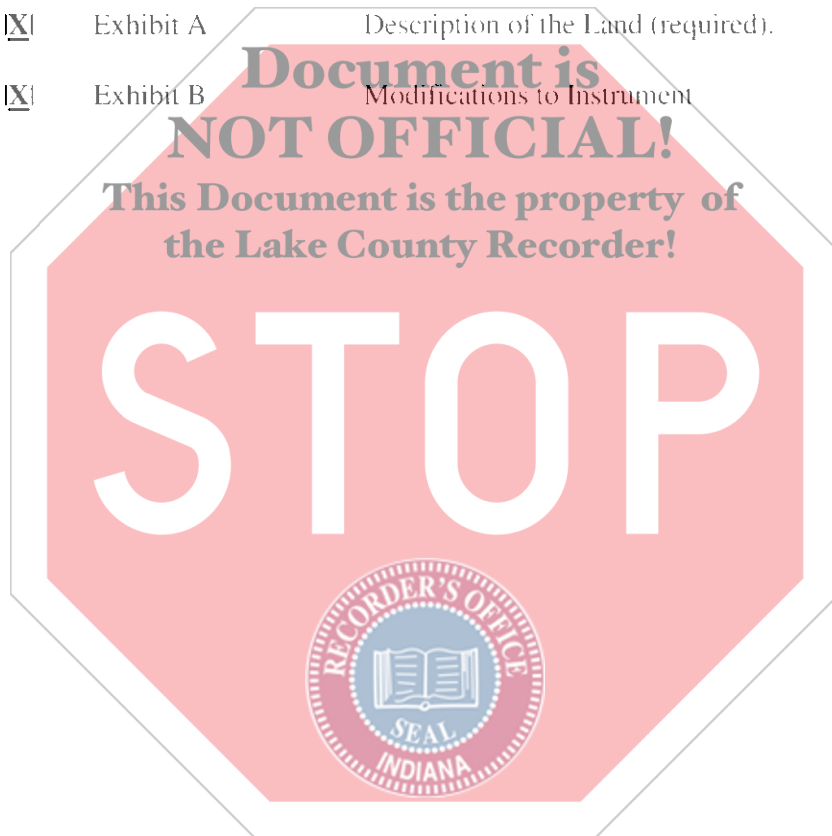 |X| Exhibit A Description of the Land (required).
Document is
|X| Exhibit B Modifications to Instrument
NOT OFFICIAL!
This Document is the property of
the Lake County Recorder!
STOP
RECORDER'S OFFICE
SEAL
INDIANA